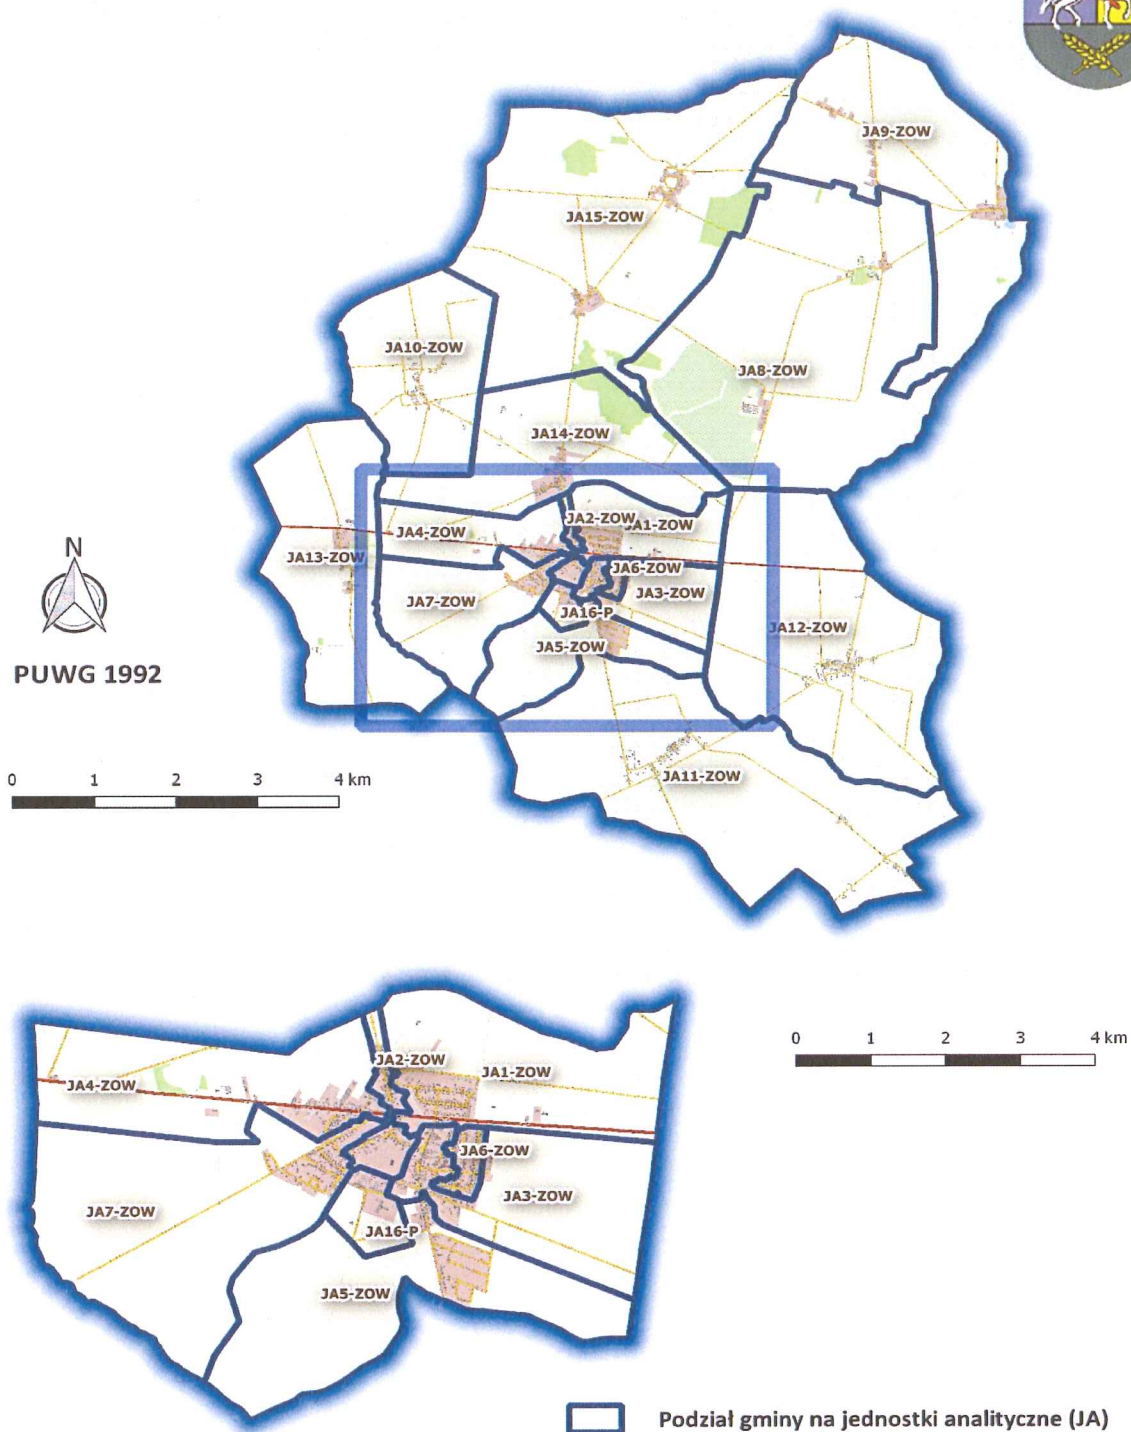 JA9-ZOW
JA15-ZOW
JA10-ZOW
JA8-ZOW
JA14-ZOW
JA2-ZOW
JA1-ZOW
JA4-ZOW
JA13-ZOW
JA6-ZOW
JA3-ZOW
JA7-ZOW
JA16-P
JA12-ZOW
JA5-ZOW
JA11-ZOW
N
PUWG 1992
0 1 2 3 4 km
JA2-ZOW
JA1-ZOW
JA4-ZOW
JA6-ZOW
JA3-ZOW
JA7-ZOW
JA16-P
JA5-ZOW
0 1 2 3 4 km
Podział gminy na jednostki analityczne (JA)